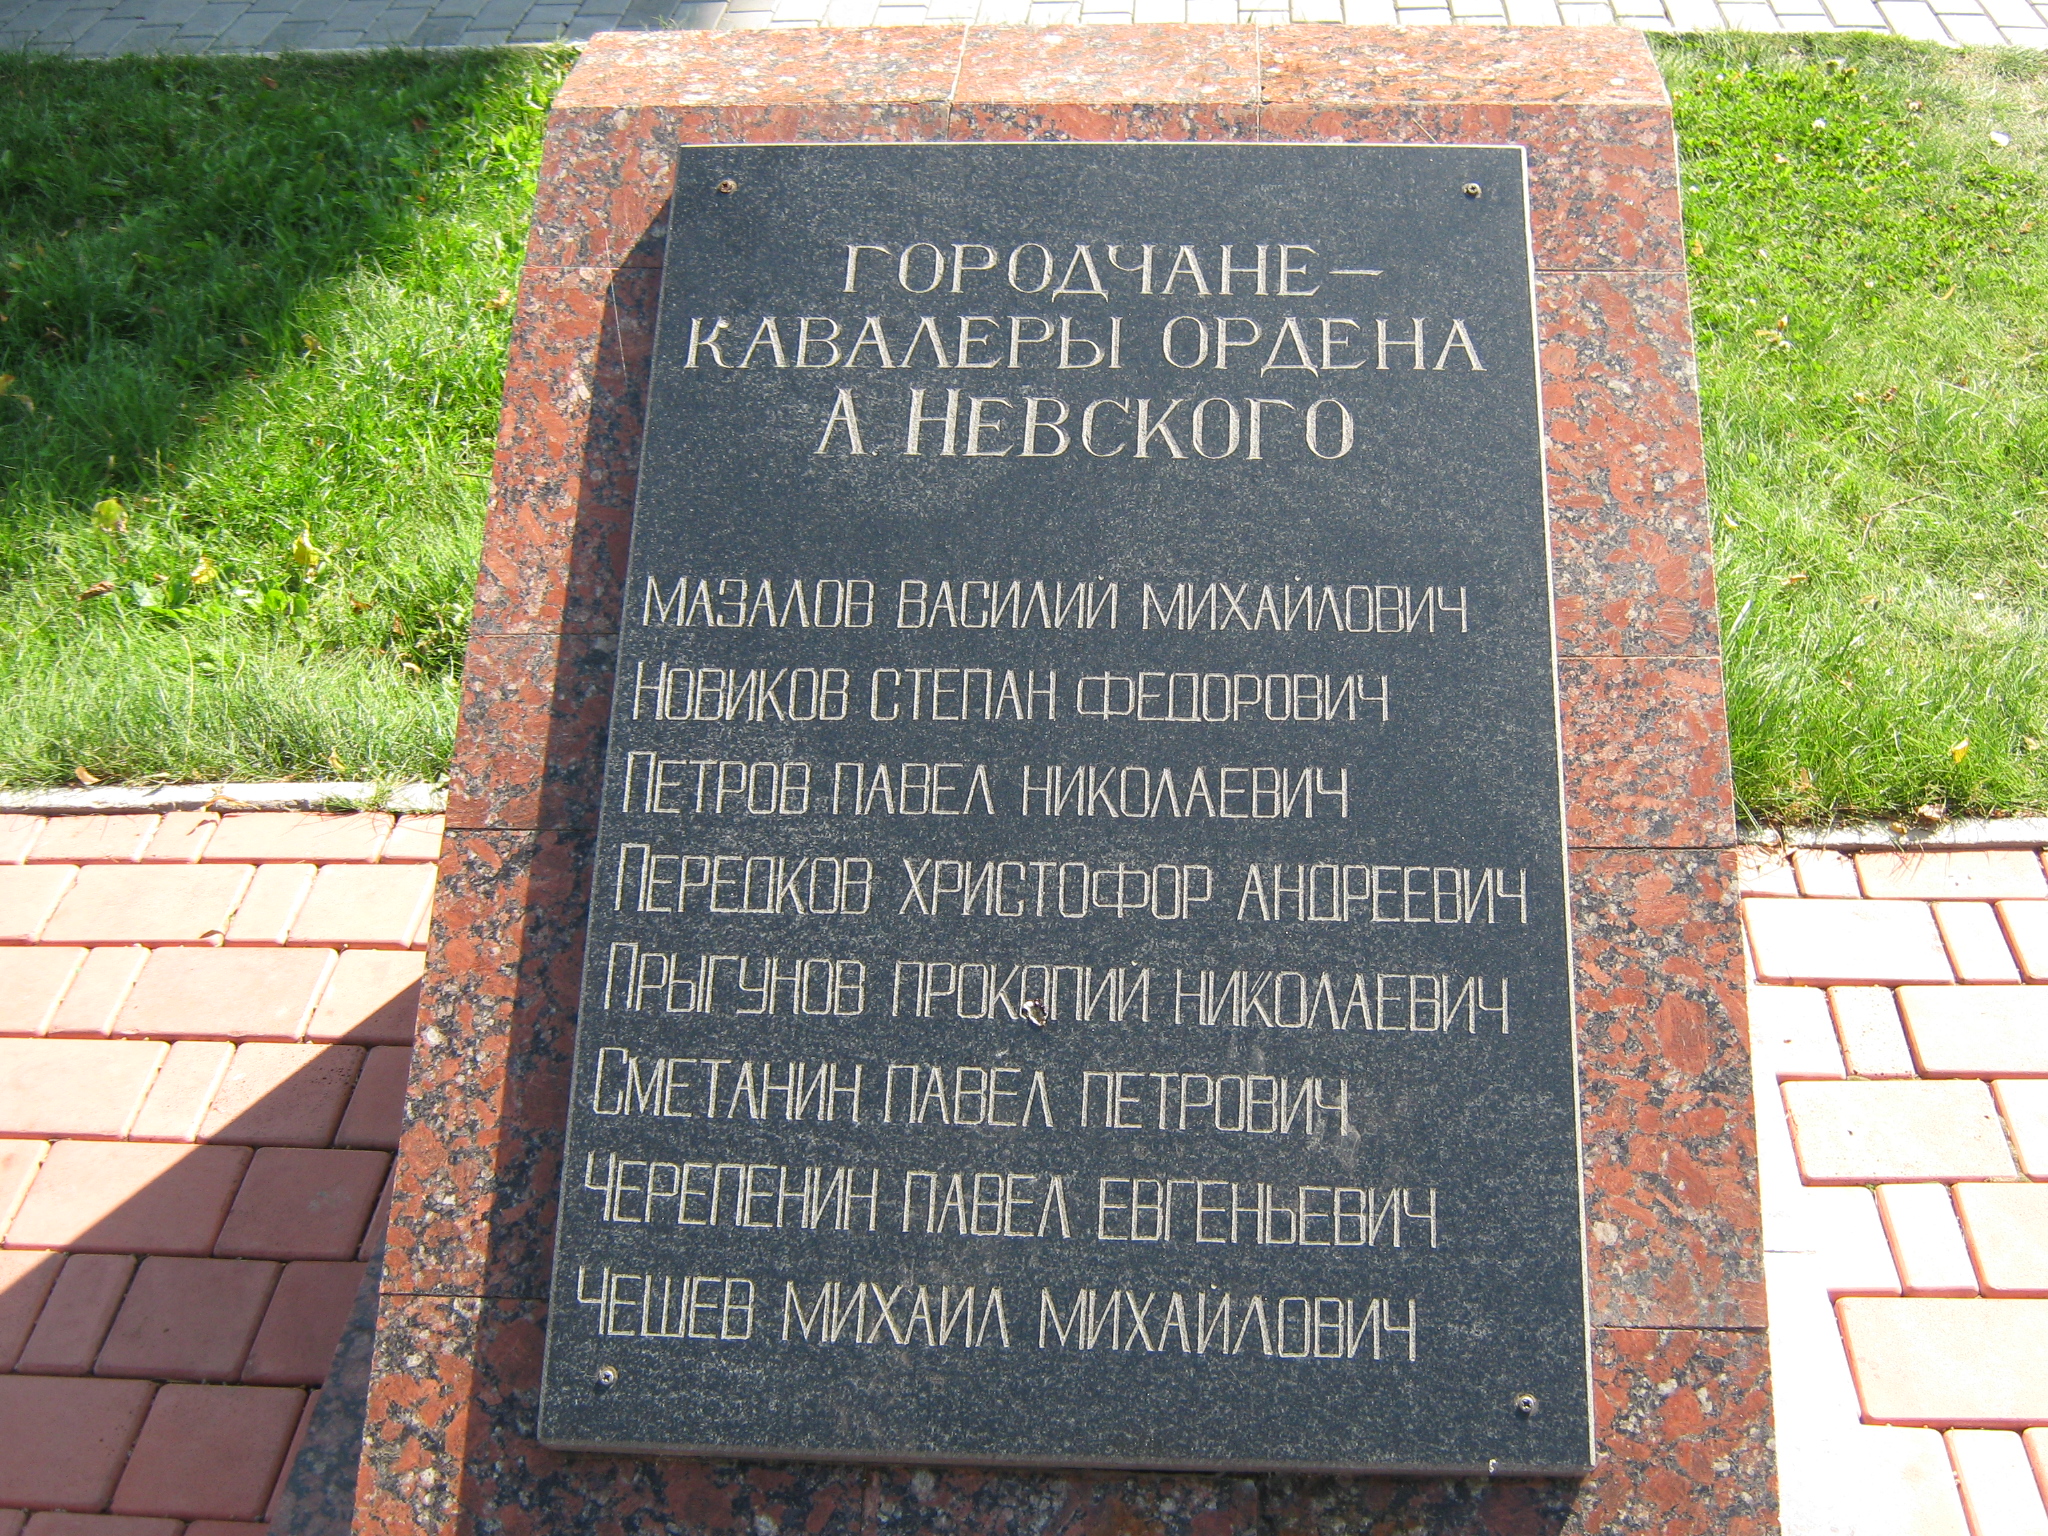 ГОРОДЧАНЕ –
КАВАЛЕРЫ ОРДЕНА
А. НЕВСКОГО
МАЗАЛОВ ВАСИЛИЙ МИХАЙЛОВИЧ
НОВИКОВ СТЕПАН ФЕДОРОВИЧ
ПЕТРОВ ПАВЕЛ НИКОЛАЕВИЧ
ПЕРЕДКОВ ХРИСТОФОР АНДРЕЕВИЧ
ПРЫГУНОВ ПРОКОПИЙ НИКОЛАЕВИЧ
СМЕТАНИН ПАВЕЛ ПЕТРОВИЧ
ЧЕРЕПЕНИН ПАВЕЛ ЕВГЕНЬЕВИЧ
ЧЕШЕВ МИХАИЛ МИХАЙЛОВИЧ